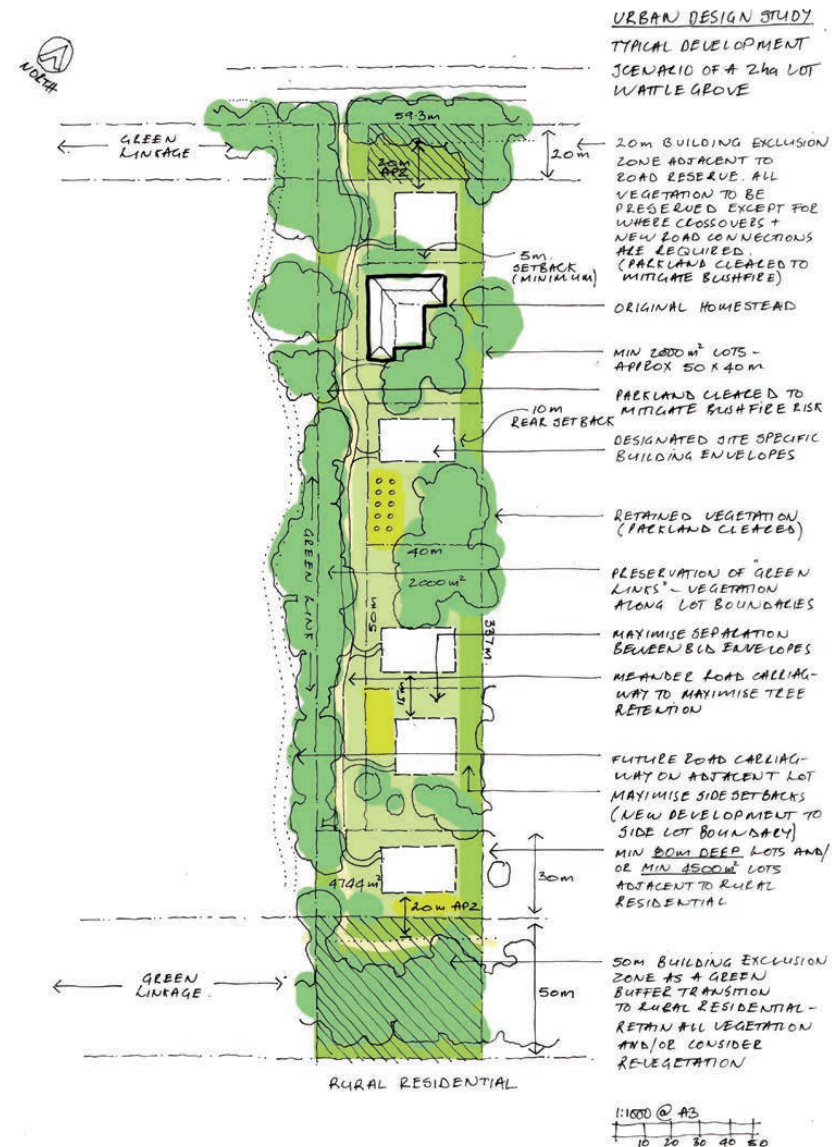 URBAN DESIGN STUDY
TYPICAL DEVELOPMENT
SCENARIO OF A 2ha LOT
WATTLE GROVE
NORTH
59.3m
GREEN
LINKAGE
20m
APZ
20m
20m BUILDING EXCLUSION
ZONE ADJACENT TO
ROAD RESERVE. ALL
VEGETATION TO BE
PRESERVED EXCEPT FOR
WHERE CROSSOVERS +
NEW ROAD CONNECTIONS
ARE REQUIRED.
(PARKLAND CLEARED TO
MITIGATE BUSHFIRE)
5m
SETBACK
(MINIMUM)
ORIGINAL HOMESTEAD
MIN 2000m² LOTS -
APPROX 50 X 40m
PARKLAND CLEARED TO
MITIGATE BUSHFIRE RISK
10m
REAR SETBACK
DESIGNATED SITE SPECIFIC
BUILDING ENVELOPES
RETAINED VEGETATION
(PARKLAND CLEARED)
40m
2000m²
50m
337m
GREEN LINK
PRESERVATION OF "GREEN
LINKS" - VEGETATION
ALONG LOT BOUNDARIES
MAXIMISE SEPARATION
BEWEEN BLD ENVELOPES
MEANDER ROAD CARRIAG-
WAY TO MAXIMISE TREE
RETENTION
15m
FUTURE ROAD CARRIAG-
WAY ON ADJACENT LOT
MAXIMISE SIDE SETBACKS
(NEW DEVELOPMENT TO
SIDE LOT BOUNDARY)
MIN 80m DEEP LOTS AND/
OR MIN 4500m² LOTS
ADJACENT TO RURAL
RESIDENTIAL
30m
4744m²
20m APZ
GREEN
LINKAGE
50m
50m BUILDING EXCLUSION
ZONE AS A GREEN
BUFFER TRANSITION
TO RURAL RESIDENTIAL -
RETAIN ALL VEGETATION
AND/OR CONSIDER
REVEGETATION
RURAL RESIDENTIAL
1:1000 @ A3
10 20 30 40 50